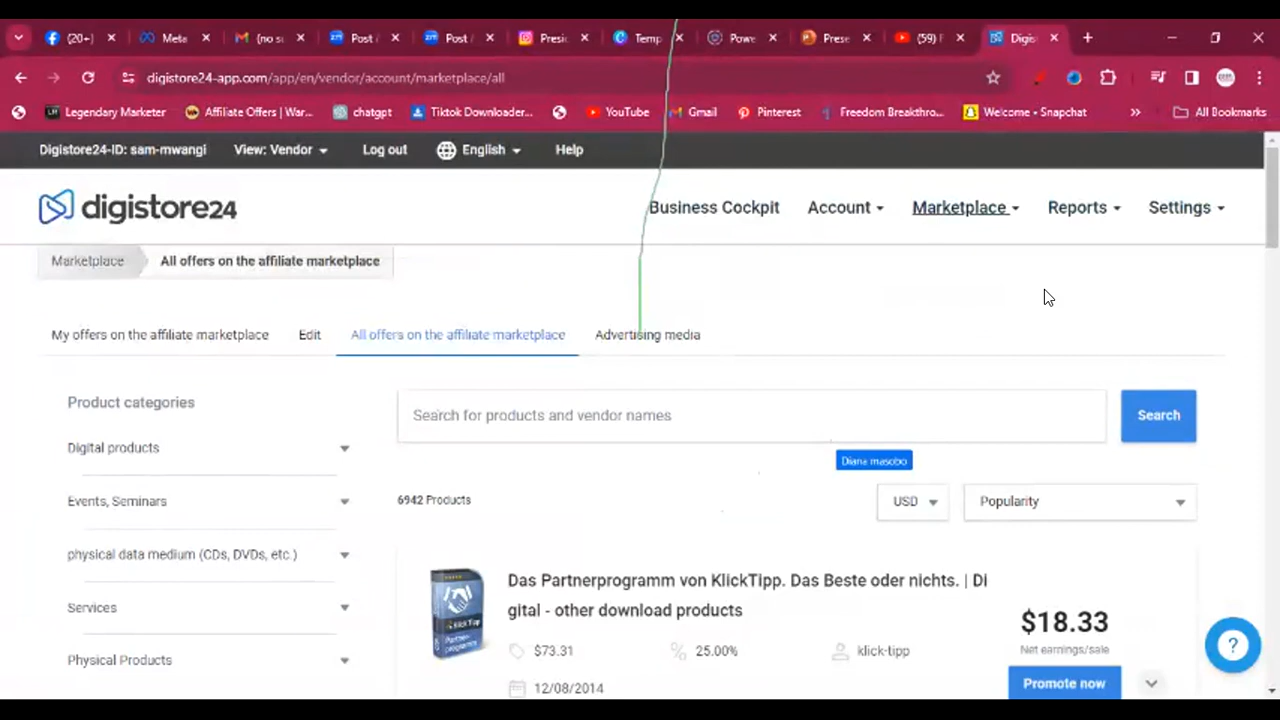 (20+)
Meta
(no su
Post /
Post /
Presic
Temp
Powe
Prese
(59) F
Digis
digistore24-app.com/app/en/vendor/account/marketplace/all
Legendary Marketer
Affiliate Offers | War...
chatgpt
Tiktok Downloader...
YouTube
Gmail
Pinterest
Freedom Breakthro...
Welcome • Snapchat
All Bookmarks
Digistore24-ID: sam-mwangi
View: Vendor
Log out
English
Help
digistore24
Business Cockpit
Account
Marketplace
Reports
Settings
Marketplace
All offers on the affiliate marketplace
My offers on the affiliate marketplace
Edit
All offers on the affiliate marketplace
Advertising media
Product categories
Digital products
Events, Seminars
physical data medium (CDs, DVDs, etc.)
Services
Physical Products
Search for products and vendor names
Search
Diana masobo
6942 Products
USD
Popularity
Das Partnerprogramm von KlickTipp. Das Beste oder nichts. | Di
gital - other download products
$73.31
25.00%
klick-tipp
12/08/2014
$18.33
Net earnings/sale
Promote now